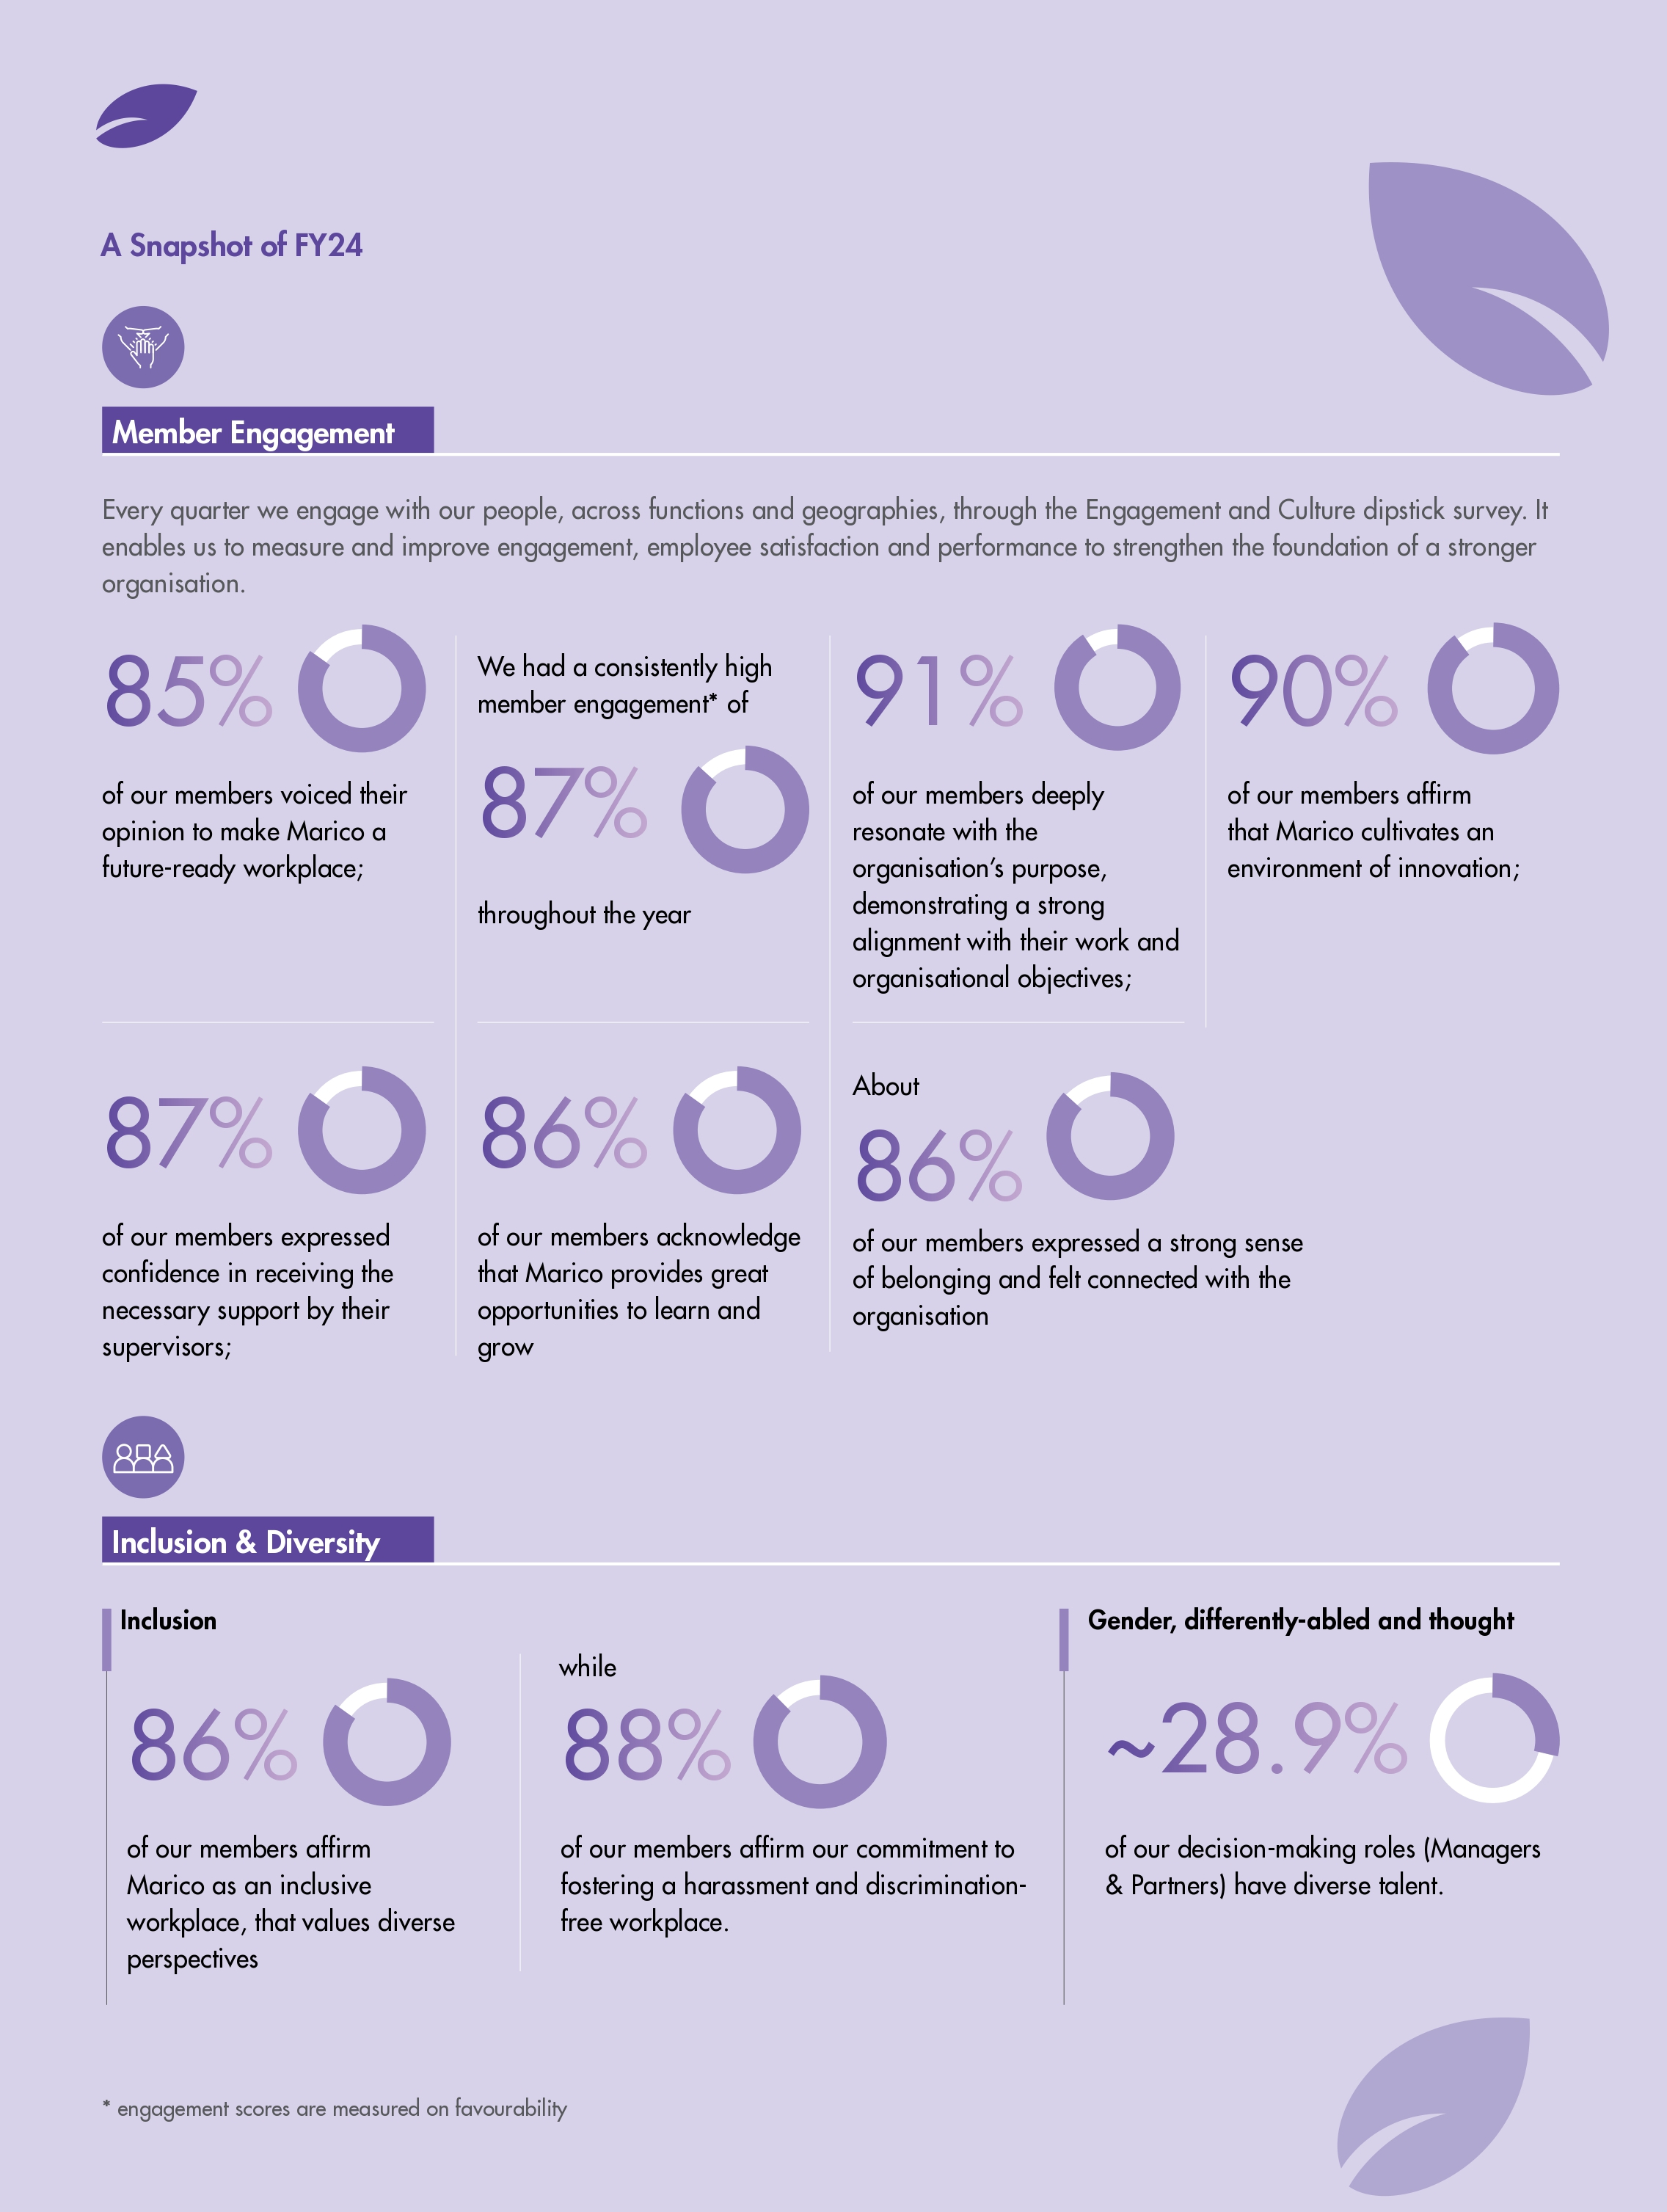 A Snapshot of FY24
Member Engagement
Every quarter we engage with our people, across functions and geographies, through the Engagement and Culture dipstick survey. It
enables us to measure and improve engagement, employee satisfaction and performance to strengthen the foundation of a stronger
organisation.
85%
of our members voiced their
opinion to make Marico a
future-ready workplace;
We had a consistently high
member engagement* of
87%
throughout the year
91%
of our members deeply
resonate with the
organisation's purpose,
demonstrating a strong
alignment with their work and
organisational objectives;
90%
of our members affirm
that Marico cultivates an
environment of innovation;
87%
of our members expressed
confidence in receiving the
necessary support by their
supervisors;
86%
of our members acknowledge
that Marico provides great
opportunities to learn and
grow
About
86%
of our members expressed a strong sense
of belonging and felt connected with the
organisation
Inclusion & Diversity
Inclusion
86%
of our members affirm
Marico as an inclusive
workplace, that values diverse
perspectives
while
88%
of our members affirm our commitment to
fostering a harassment and discrimination-
free workplace.
Gender, differently-abled and thought
~28.9%
of our decision-making roles (Managers
& Partners) have diverse talent.
* engagement scores are measured on favourability